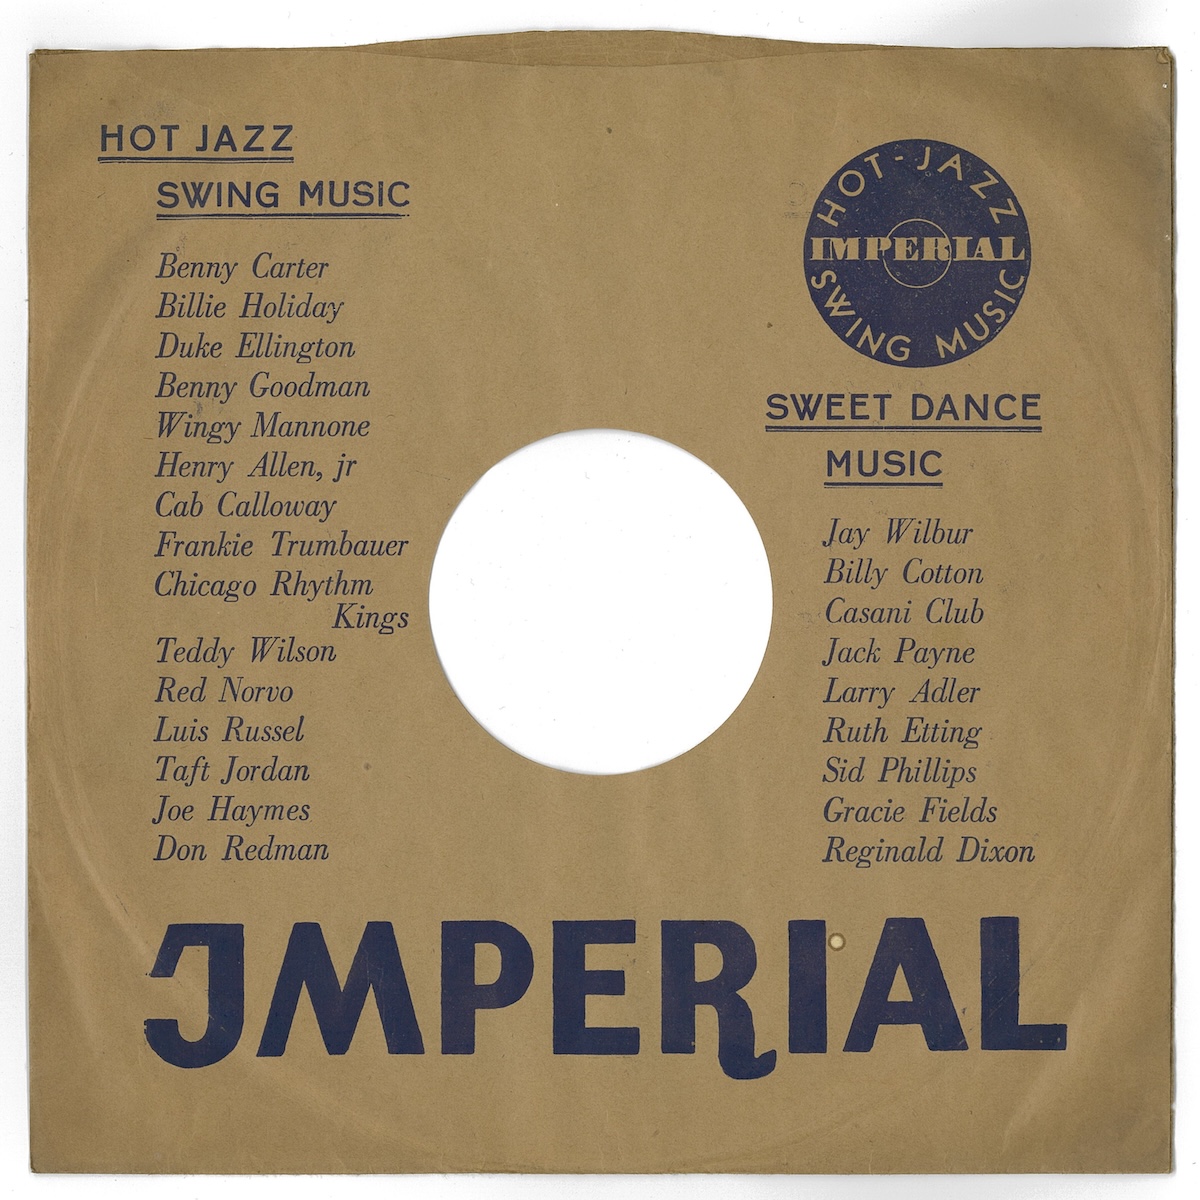 HOT JAZZ
SWING MUSIC
Benny Carter
Billie Holiday
Duke Ellington
Benny Goodman
Wingy Mannone
Henry Allen, jr
Cab Calloway
Frankie Trumbauer
Chicago Rhythm
Kings
Teddy Wilson
Red Norvo
Luis Russel
Taft Jordan
Joe Haymes
Don Redman
HOT-JAZZ
IMPERIAL
SWING MUSIC
SWEET DANCE
MUSIC
Jay Wilbur
Billy Cotton
Casani Club
Jack Payne
Larry Adler
Ruth Etting
Sid Phillips
Gracie Fields
Reginald Dixon
IMPERIAL